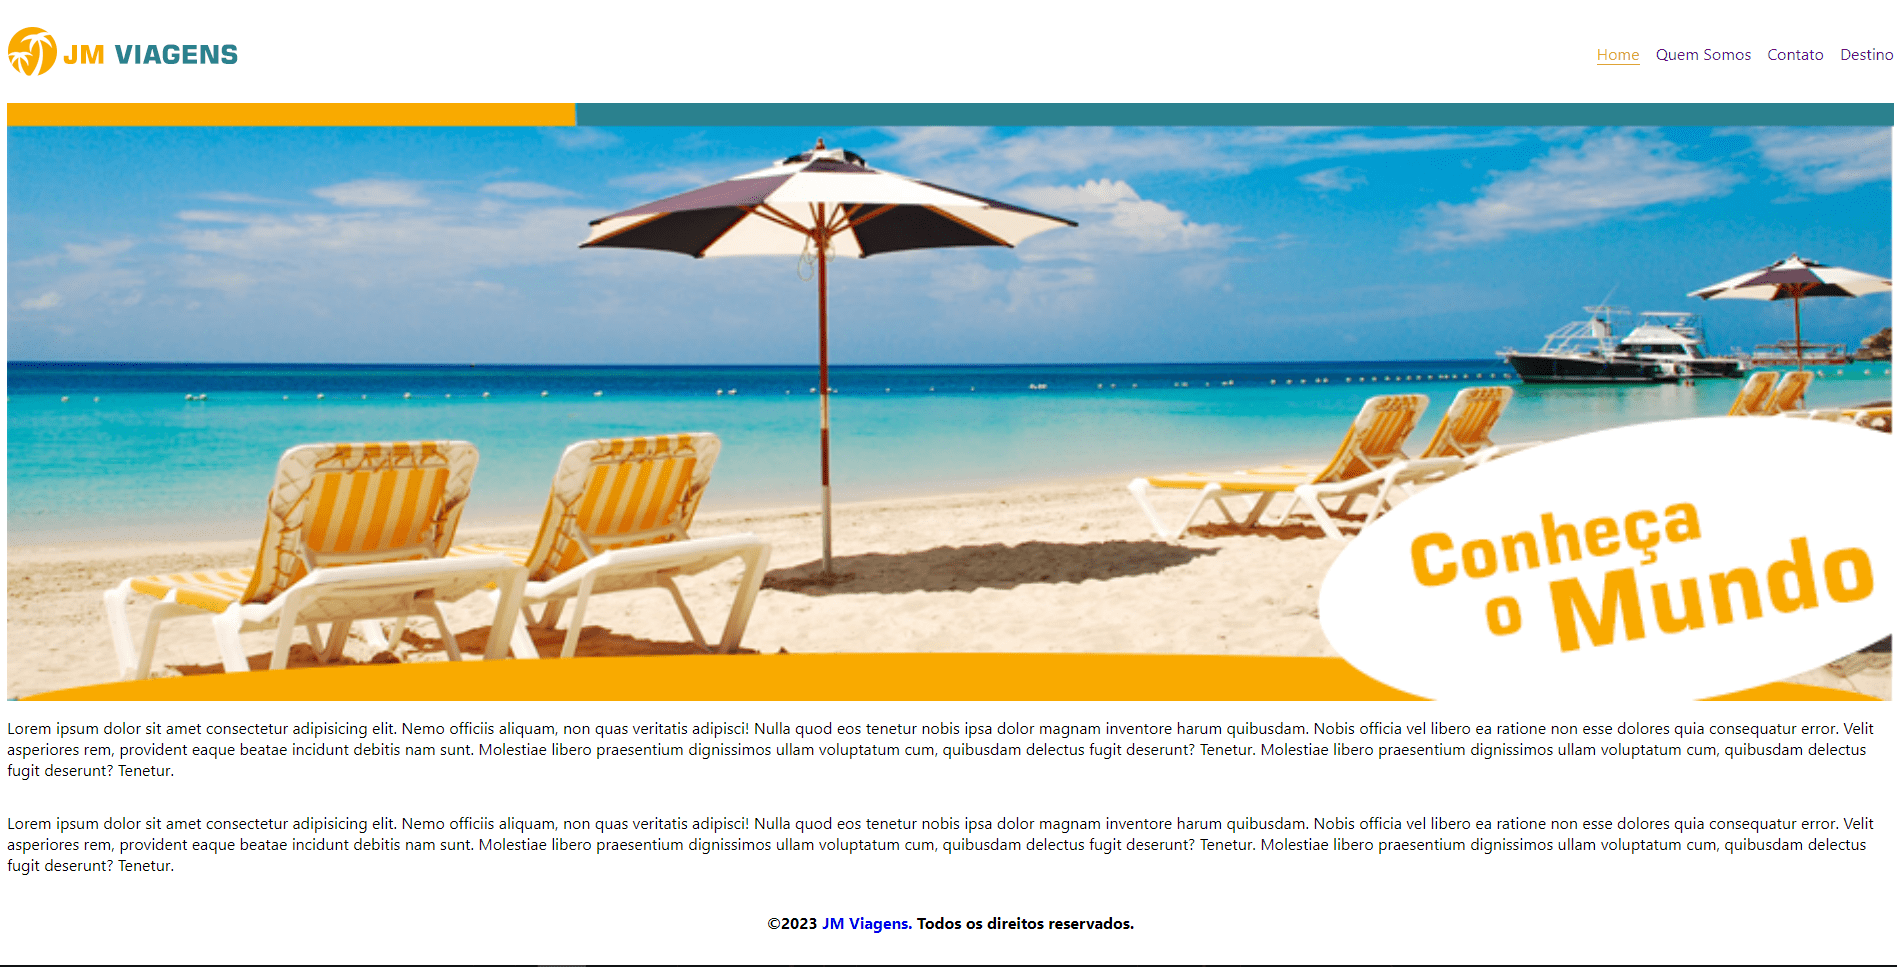 JM VIAGENS
Home Quem Somos Contato Destino
Conheça
o Mundo
Lorem ipsum dolor sit amet consectetur adipisicing elit. Nemo officiis aliquam, non quas veritatis adipisci! Nulla quod eos tenetur nobis ipsa dolor magnam inventore harum quibusdam. Nobis officia vel libero ea ratione non esse dolores quia consequatur error. Velit
asperiores rem, provident eaque beatae incidunt debitis nam sunt. Molestiae libero praesentium dignissimos ullam voluptatum cum, quibusdam delectus fugit deserunt? Tenetur. Molestiae libero praesentium dignissimos ullam voluptatum cum, quibusdam delectus
fugit deserunt? Tenetur.
Lorem ipsum dolor sit amet consectetur adipisicing elit. Nemo officiis aliquam, non quas veritatis adipisci! Nulla quod eos tenetur nobis ipsa dolor magnam inventore harum quibusdam. Nobis officia vel libero ea ratione non esse dolores quia consequatur error. Velit
asperiores rem, provident eaque beatae incidunt debitis nam sunt. Molestiae libero praesentium dignissimos ullam voluptatum cum, quibusdam delectus fugit deserunt? Tenetur. Molestiae libero praesentium dignissimos ullam voluptatum cum, quibusdam delectus
fugit deserunt? Tenetur.
©2023 JM Viagens. Todos os direitos reservados.